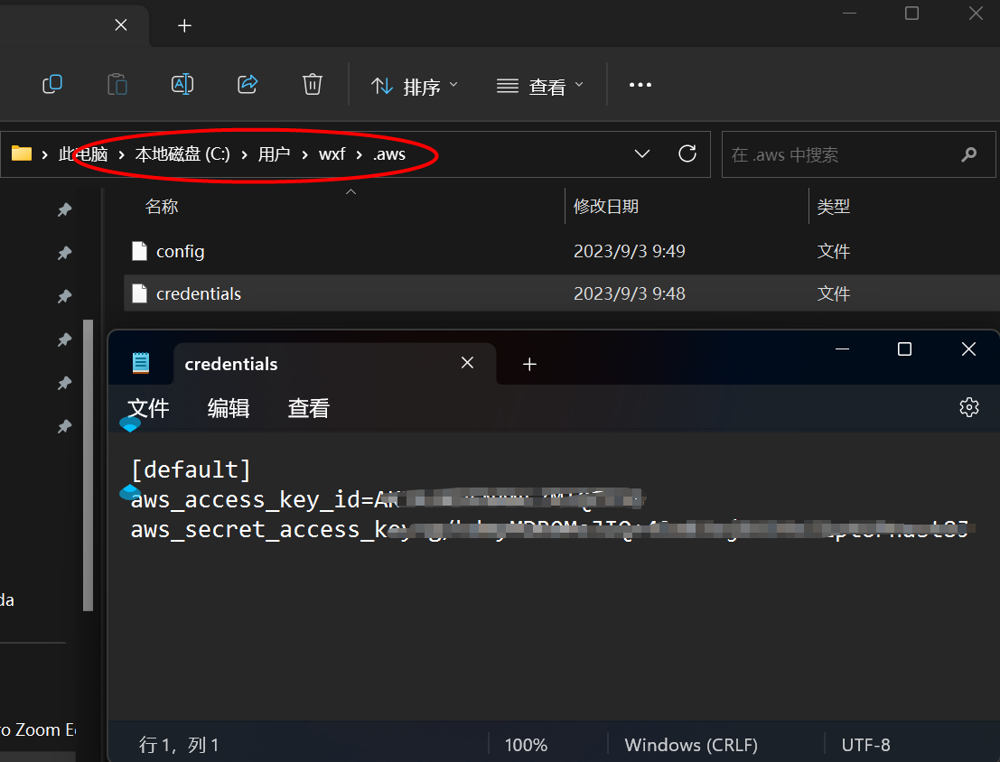 排序
查看
此电脑 › 本地磁盘 (C:) › 用户 › wxf › .aws
在 .aws 中搜索
名称 修改日期 类型
config 2023/9/3 9:49 文件
credentials 2023/9/3 9:48 文件
credentials
文件 编辑 查看
[default]
aws_access_key_id=
aws_secret_access_key
da
ro Zoom
行 1，列 1 100% Windows (CRLF) UTF-8